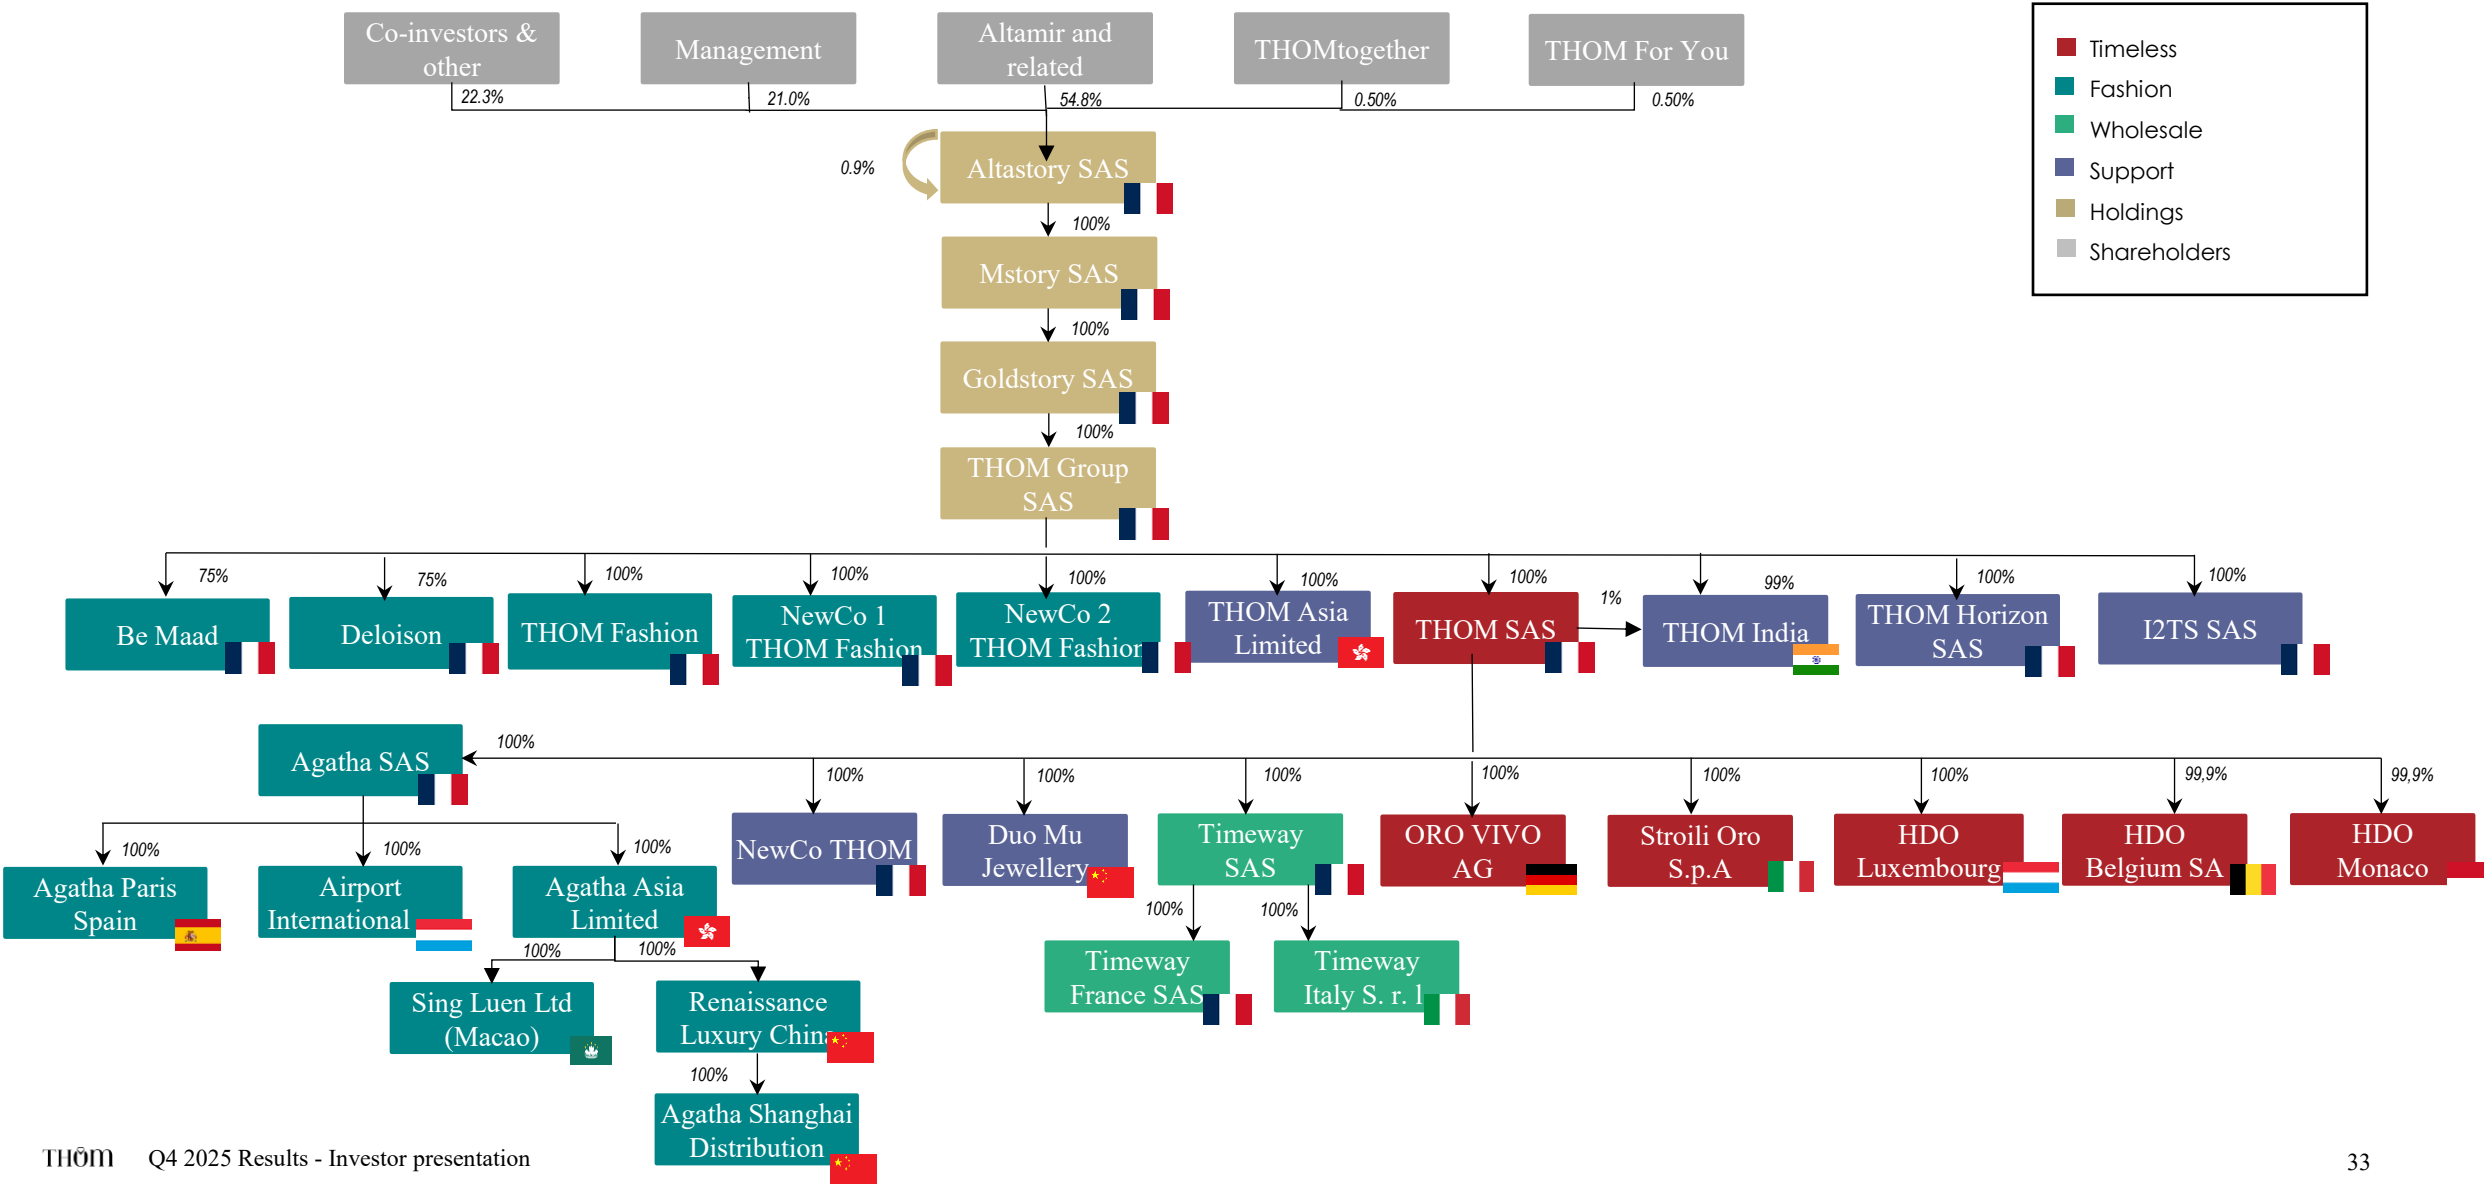 Co-investors &
other
Management
Altamir and
related
THOMtogether
THOM For You
22.3%
21.0%
54.8%
0.50%
0.50%
Timeless
Fashion
Wholesale
Support
Holdings
Shareholders
0.9%
Altastory SAS
100%
Mstory SAS
100%
Goldstory SAS
100%
THOM Group
SAS
75%
75%
100%
100%
100%
100%
100%
1%
99%
100%
100%
Be Maad
Deloison
THOM Fashion
NewCo 1
THOM Fashion
NewCo 2
THOM Fashion
THOM Asia
Limited
THOM SAS
THOM India
THOM Horizon
SAS
I2TS SAS
Agatha SAS
100%
100%
100%
100%
100%
100%
100%
99,9%
99,9%
NewCo THOM
Duo Mu
Jewellery
Timeway
SAS
ORO VIVO
AG
Stroili Oro
S.p.A
HDO
Luxembourg
HDO
Belgium SA
HDO
Monaco
100%
100%
100%
Agatha Paris
Spain
Airport
International
Agatha Asia
Limited
100%
100%
100%
100%
Sing Luen Ltd
(Macao)
Renaissance
Luxury China
Timeway
France SAS
Timeway
Italy S. r. l
100%
Agatha Shanghai
Distribution
THOM Q4 2025 Results - Investor presentation
33